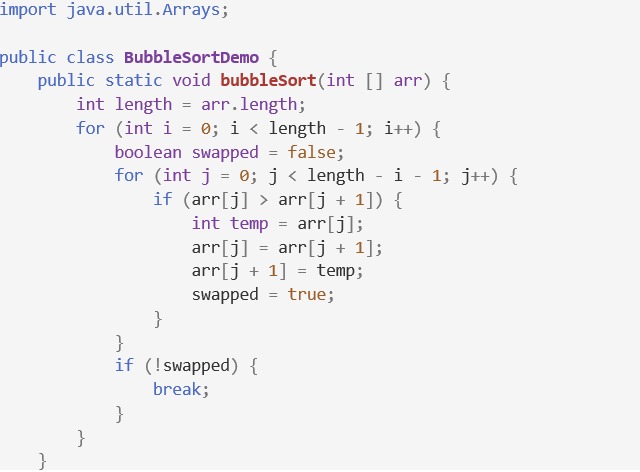 import java.util.Arrays;

public class BubbleSortDemo {
    public static void bubbleSort(int [] arr) {
        int length = arr.length;
        for (int i = 0; i < length - 1; i++) {
            boolean swapped = false;
            for (int j = 0; j < length - i - 1; j++) {
                if (arr[j] > arr[j + 1]) {
                    int temp = arr[j];
                    arr[j] = arr[j + 1];
                    arr[j + 1] = temp;
                    swapped = true;
                }
            }
            if (!swapped) {
                break;
            }
        }
    }